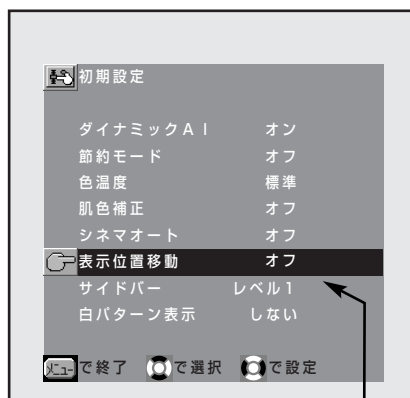 初期設定
ダイナミックAI オン
節約モード オフ
色温度 標準
肌色補正 オフ
シネマオート オフ
表示位置移動 オフ
サイドバー レベル1
白パターン表示 しない
メニューで終了 で選択 で設定